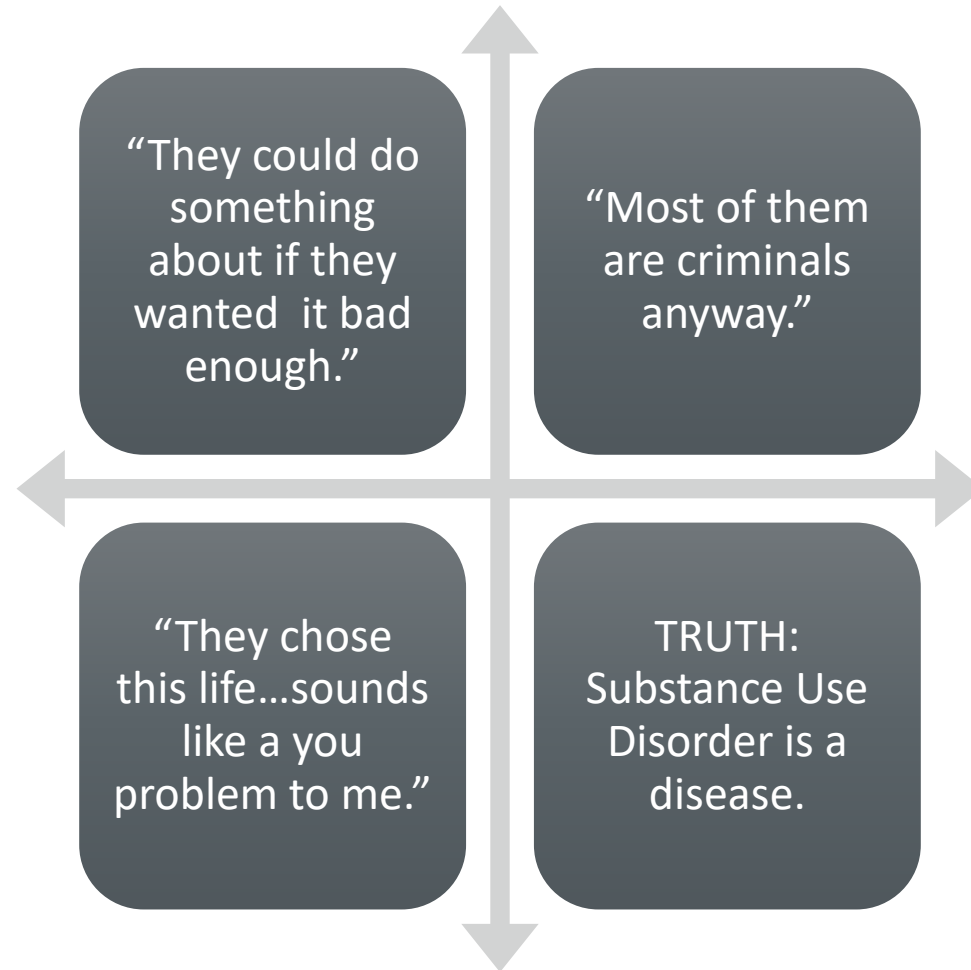 “They could do
something
about if they
wanted  it bad
enough.”
“Most of them
are criminals
anyway.”
“They chose
this life…sounds
like a you
problem to me.”
TRUTH:
Substance Use
Disorder is a
disease.